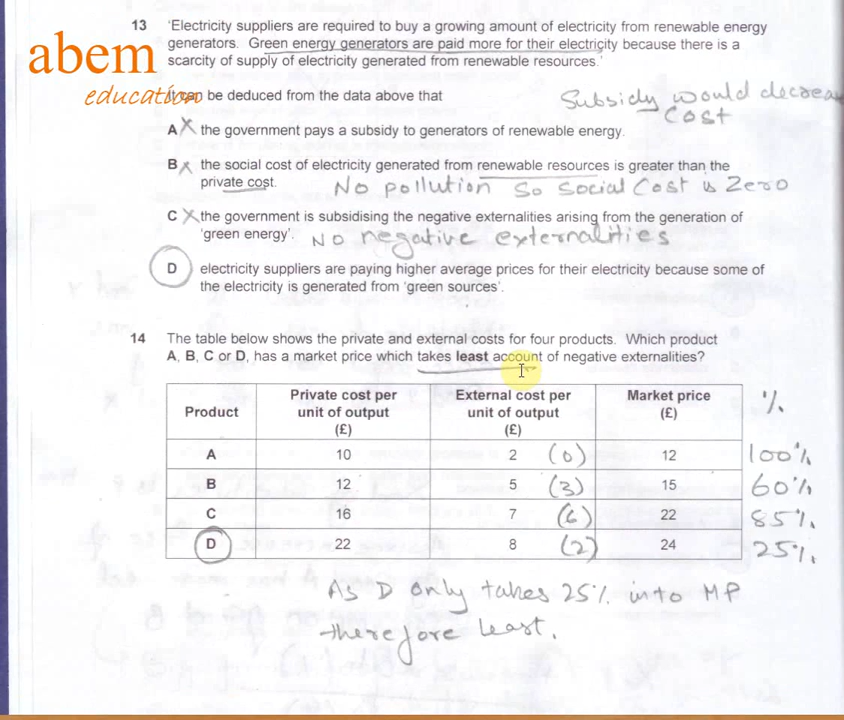 13 'Electricity suppliers are required to buy a growing amount of electricity from renewable energy
generators. Green energy generators are paid more for their electricity because there is a
scarcity of supply of electricity generated from renewable resources.'
abem
education
It can be deduced from the data above that
Subsidy would decrea
Cost
A X the government pays a subsidy to generators of renewable energy.
B x the social cost of electricity generated from renewable resources is greater than the
private cost. No pollution so social cost is Zero
C X the government is subsidising the negative externalities arising from the generation of
'green energy'. No negative externalities
D electricity suppliers are paying higher average prices for their electricity because some of
the electricity is generated from 'green sources'.
14 The table below shows the private and external costs for four products. Which product
A, B, C or D, has a market price which takes least account of negative externalities?
Product Private cost per unit of output (£) External cost per unit of output (£) Market price (£) %
A 10 2 (0) 12 100%
B 12 5 (3) 15 60%
C 16 7 (6) 22 85%
D 22 8 (2) 24 25%
As D only takes 25% into MP
therefore least.